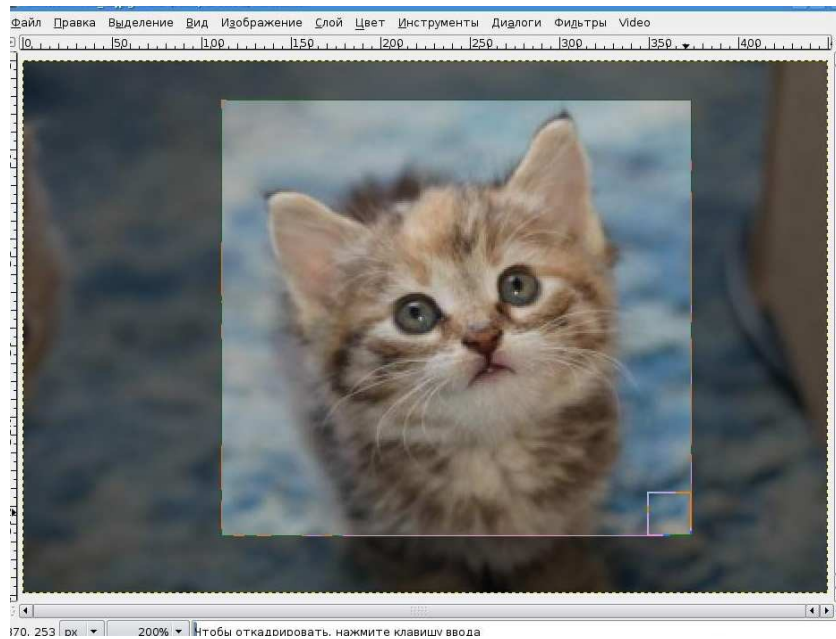 Файл Правка Выделение Вид Изображение Слой Цвет Инструменты Диалоги Фильтры Video
0 50 100 150 200 250 300 350 400
370, 253 px 200% Чтобы откадрировать, нажмите клавишу ввода